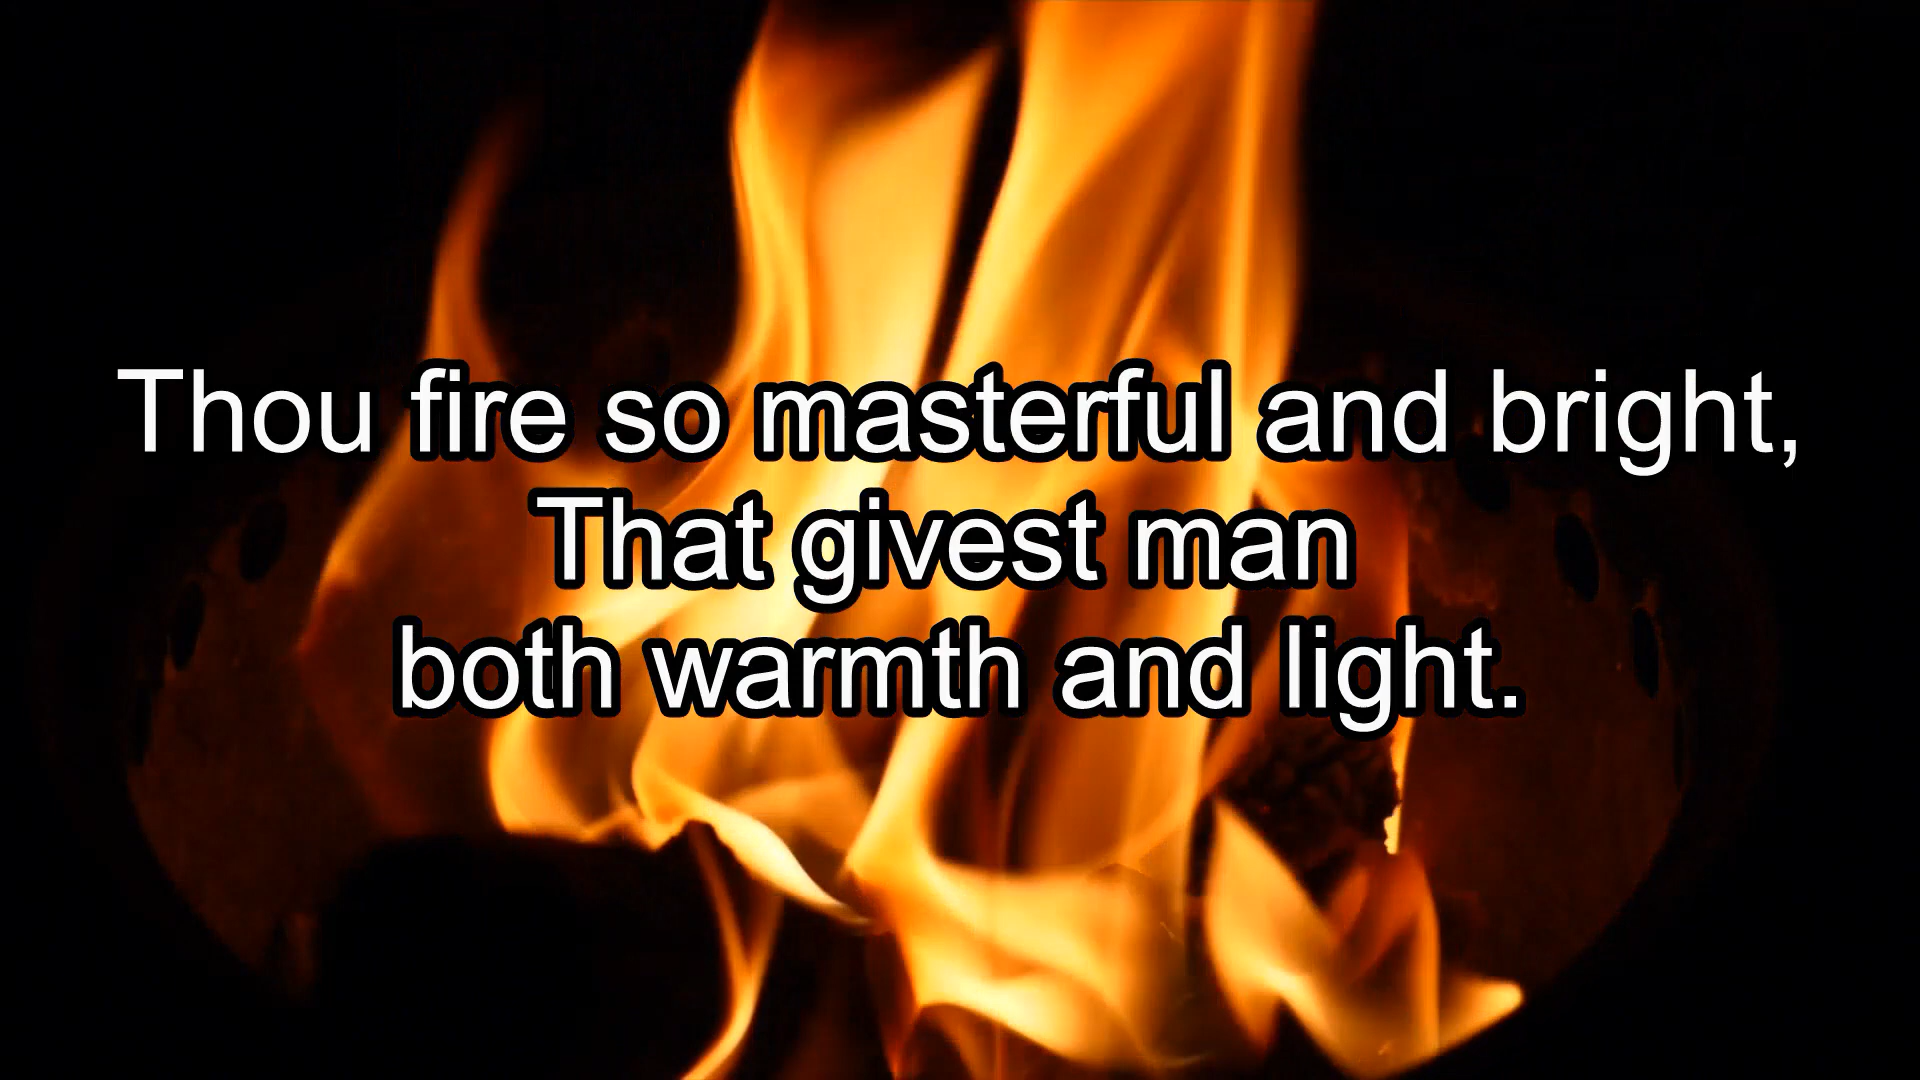 Thou fire so masterful and bright,
That givest man
both warmth and light.